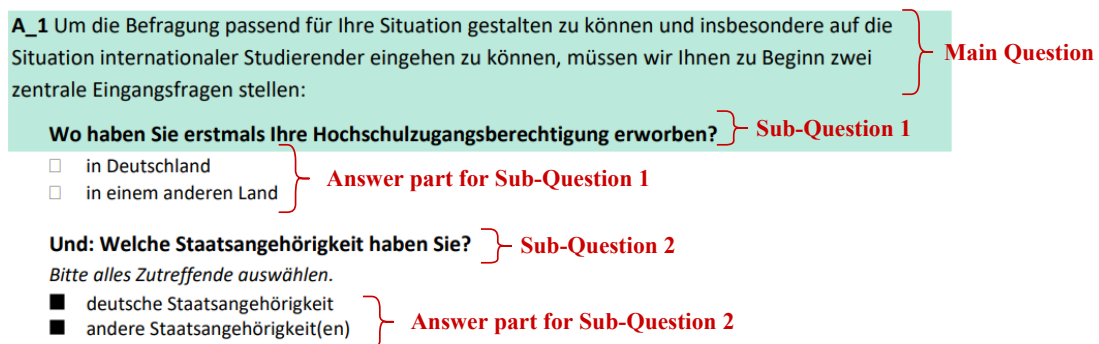 A_1 Um die Befragung passend für Ihre Situation gestalten zu können und insbesondere auf die
Situation internationaler Studierender eingehen zu können, müssen wir Ihnen zu Beginn zwei
zentrale Eingangsfragen stellen:
Main Question
Wo haben Sie erstmals Ihre Hochschulzugangsberechtigung erworben?
Sub-Question 1
in Deutschland
in einem anderen Land
Answer part for Sub-Question 1
Und: Welche Staatsangehörigkeit haben Sie?
Sub-Question 2
Bitte alles Zutreffende auswählen.
deutsche Staatsangehörigkeit
andere Staatsangehörigkeit(en)
Answer part for Sub-Question 2